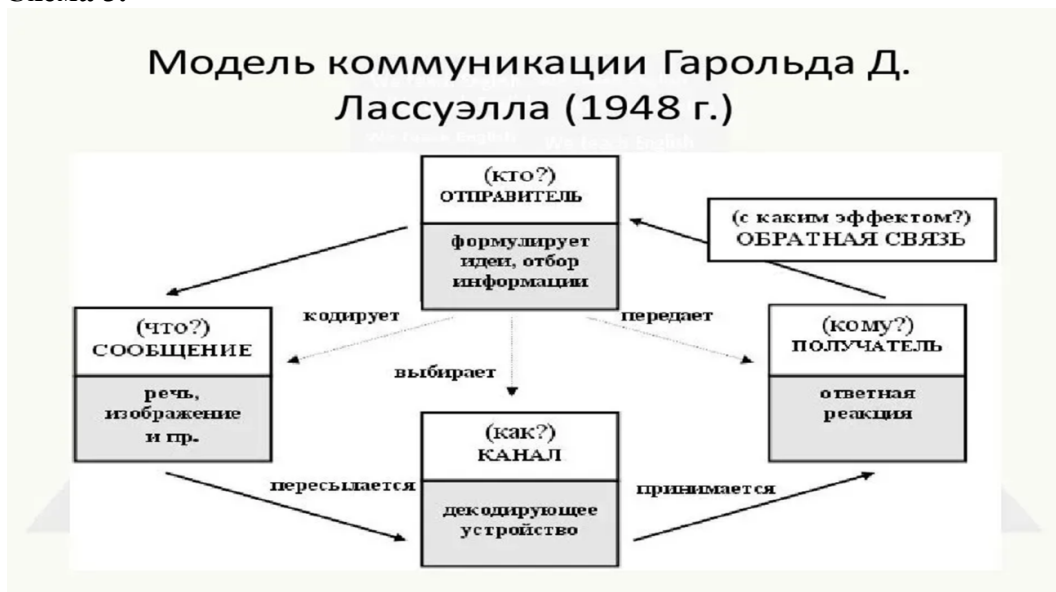 Модель коммуникации Гарольда Д.
Лассуэлла (1948 г.)
(кто?)
ОТПРАВИТЕЛЬ
формулирует
идеи, отбор
информации
(с каким эффектом?)
ОБРАТНАЯ СВЯЗЬ
(что?)
СООБЩЕНИЕ
речь,
изображение
и пр.
кодирует
выбирает
передает
(кому?)
ПОЛУЧАТЕЛЬ
ответная
реакция
(как?)
КАНАЛ
декодирующее
устройство
пересылается
принимается